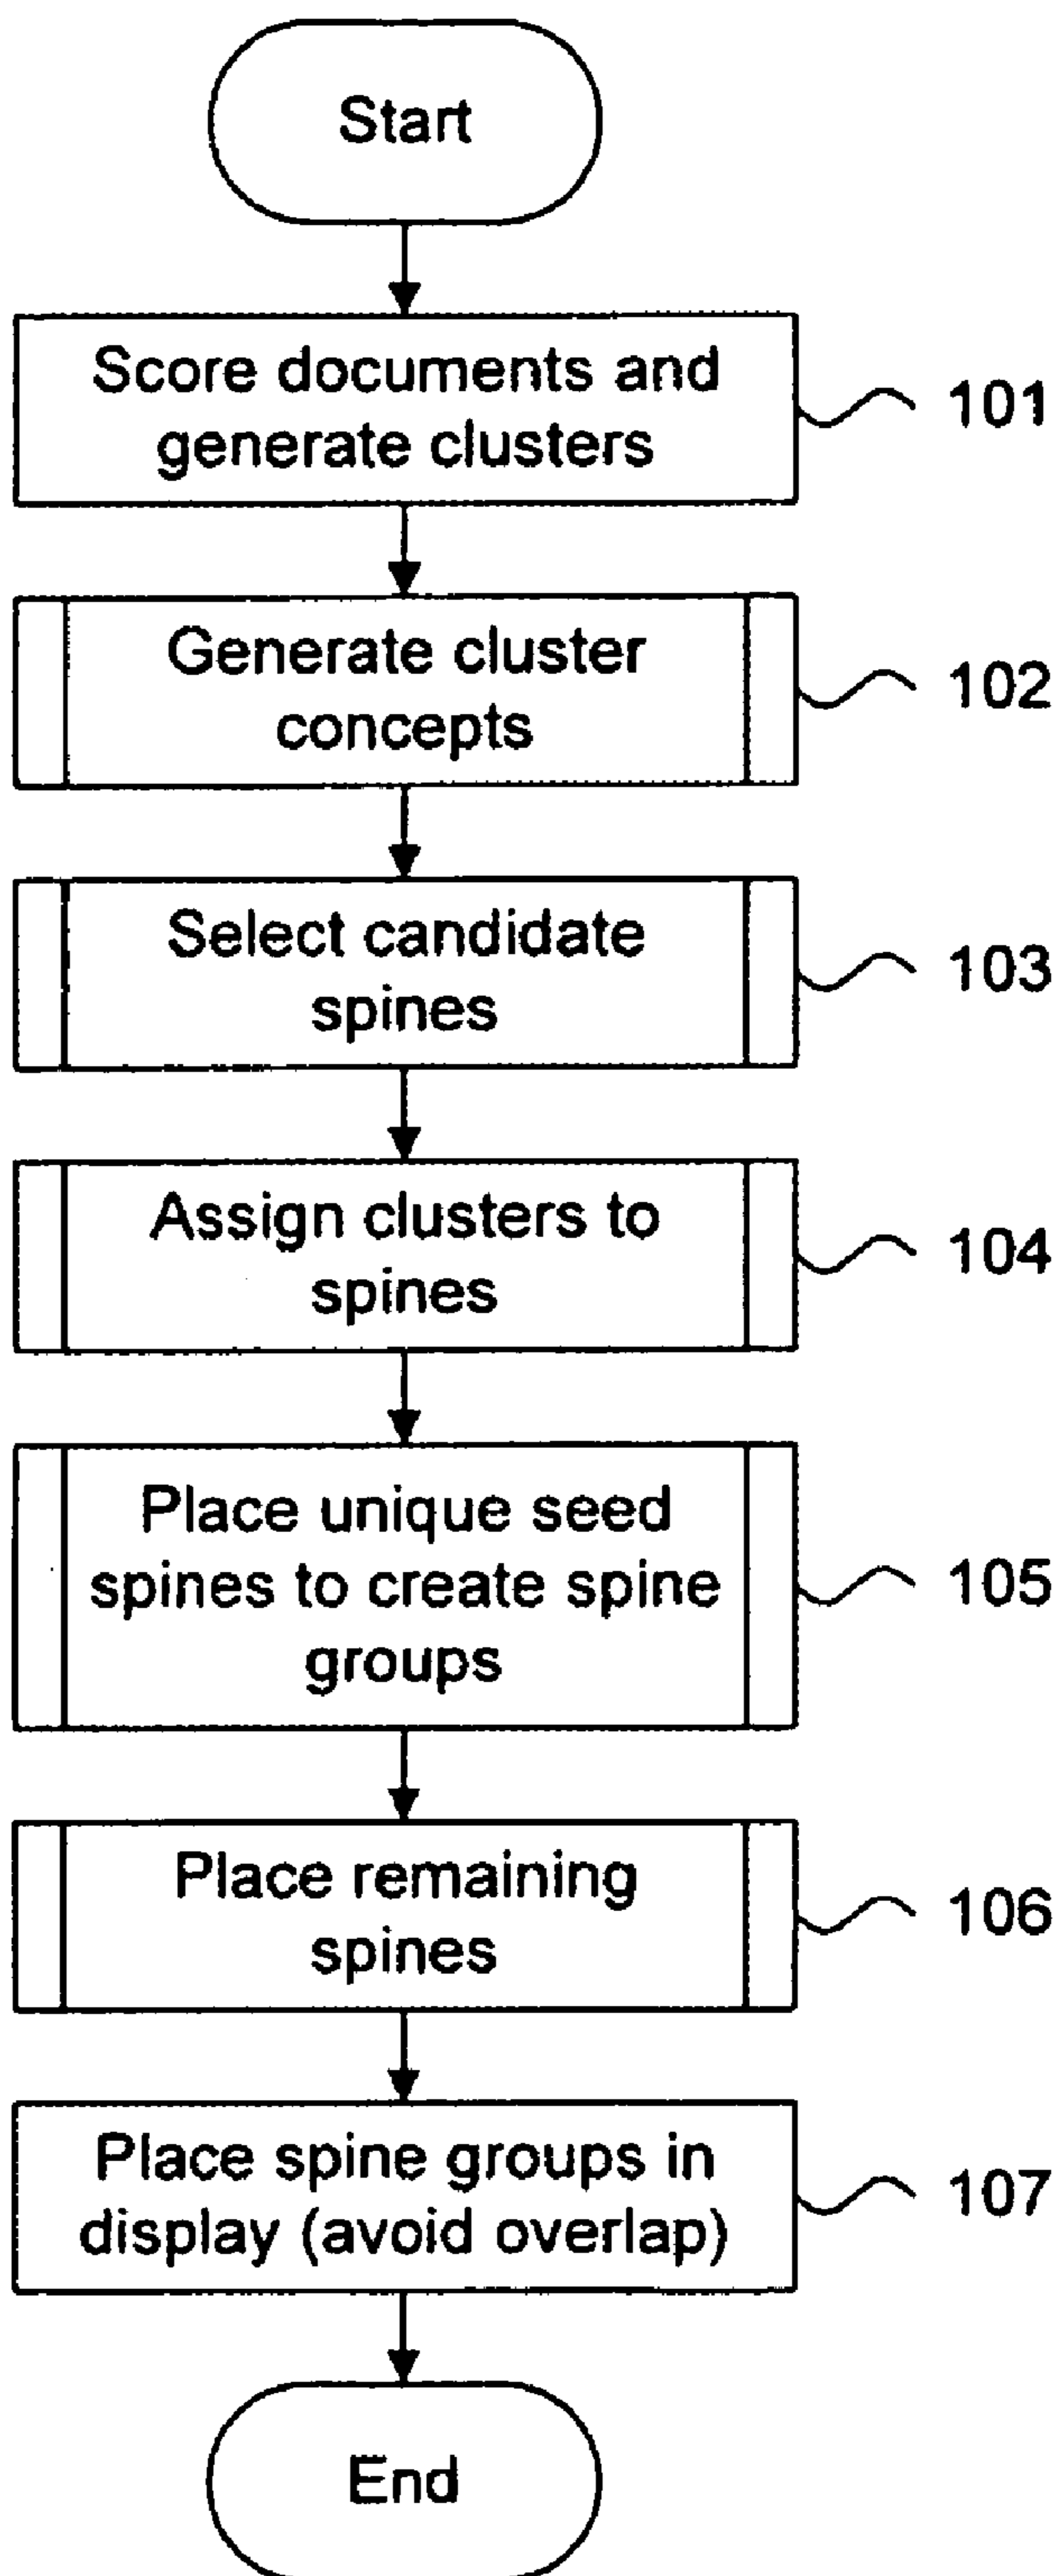 Start
Score documents and
generate clusters
101
Generate cluster
concepts
102
Select candidate
spines
103
Assign clusters to
spines
104
Place unique seed
spines to create spine
groups
105
Place remaining
spines
106
Place spine groups in
display (avoid overlap)
107
End